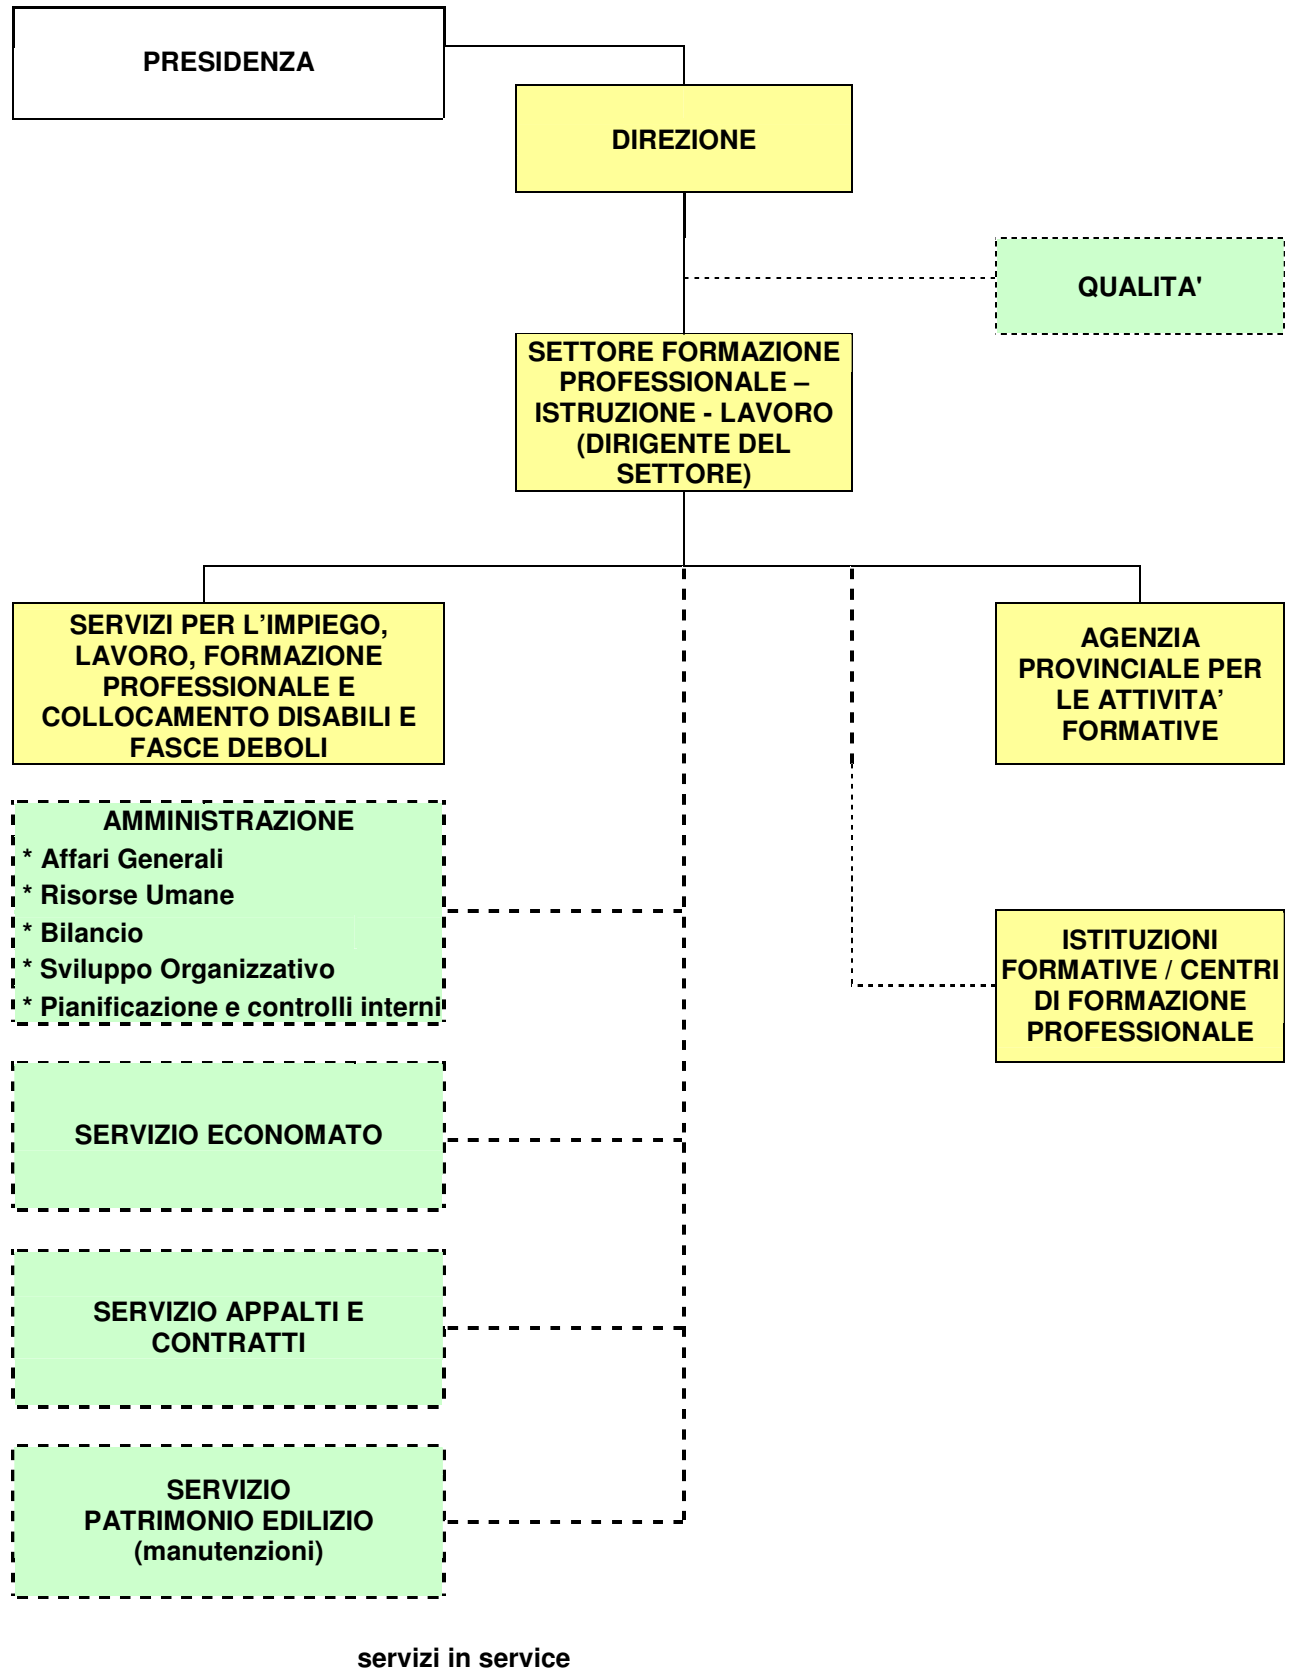 PRESIDENZA
DIREZIONE
QUALITA'
SETTORE FORMAZIONE
PROFESSIONALE –
ISTRUZIONE - LAVORO
(DIRIGENTE DEL
SETTORE)
SERVIZI PER L’IMPIEGO,
LAVORO, FORMAZIONE
PROFESSIONALE E
COLLOCAMENTO DISABILI E
FASCE DEBOLI
AGENZIA
PROVINCIALE PER
LE ATTIVITA’
FORMATIVE
AMMINISTRAZIONE
* Affari Generali
* Risorse Umane
* Bilancio
* Sviluppo Organizzativo
* Pianificazione e controlli interni
ISTITUZIONI
FORMATIVE / CENTRI
DI FORMAZIONE
PROFESSIONALE
SERVIZIO ECONOMATO
SERVIZIO APPALTI E
CONTRATTI
SERVIZIO
PATRIMONIO EDILIZIO
(manutenzioni)
servizi in service